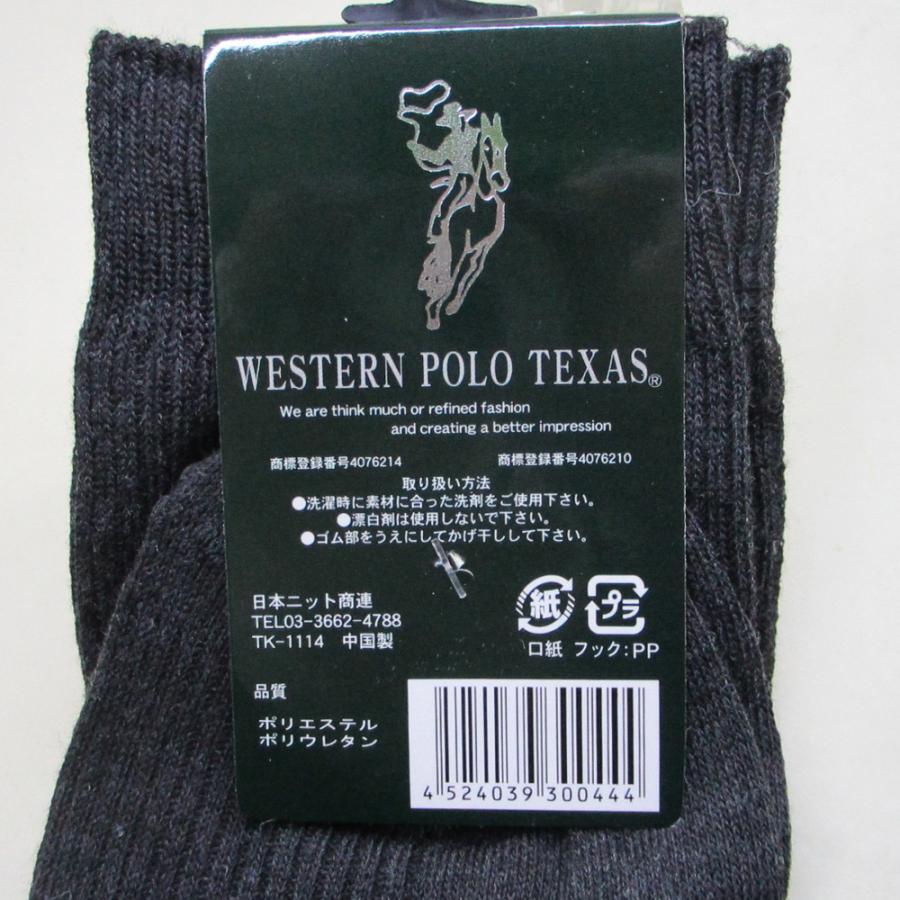 WESTERN POLO TEXAS®
We are think much or refined fashion
and creating a better impression
商標登録番号4076214 商標登録番号4076210
取り扱い方法
●洗濯時に素材に合った洗剤をご使用下さい。
●漂白剤は使用しないで下さい。
●ゴム部をうえにしてかげ干しして下さい。
日本ニット商連
TEL03-3662-4788
TK-1114 中国製
紙 プラ
口紙 フック:PP
品質
ポリエステル
ポリウレタン
4 524039 300444